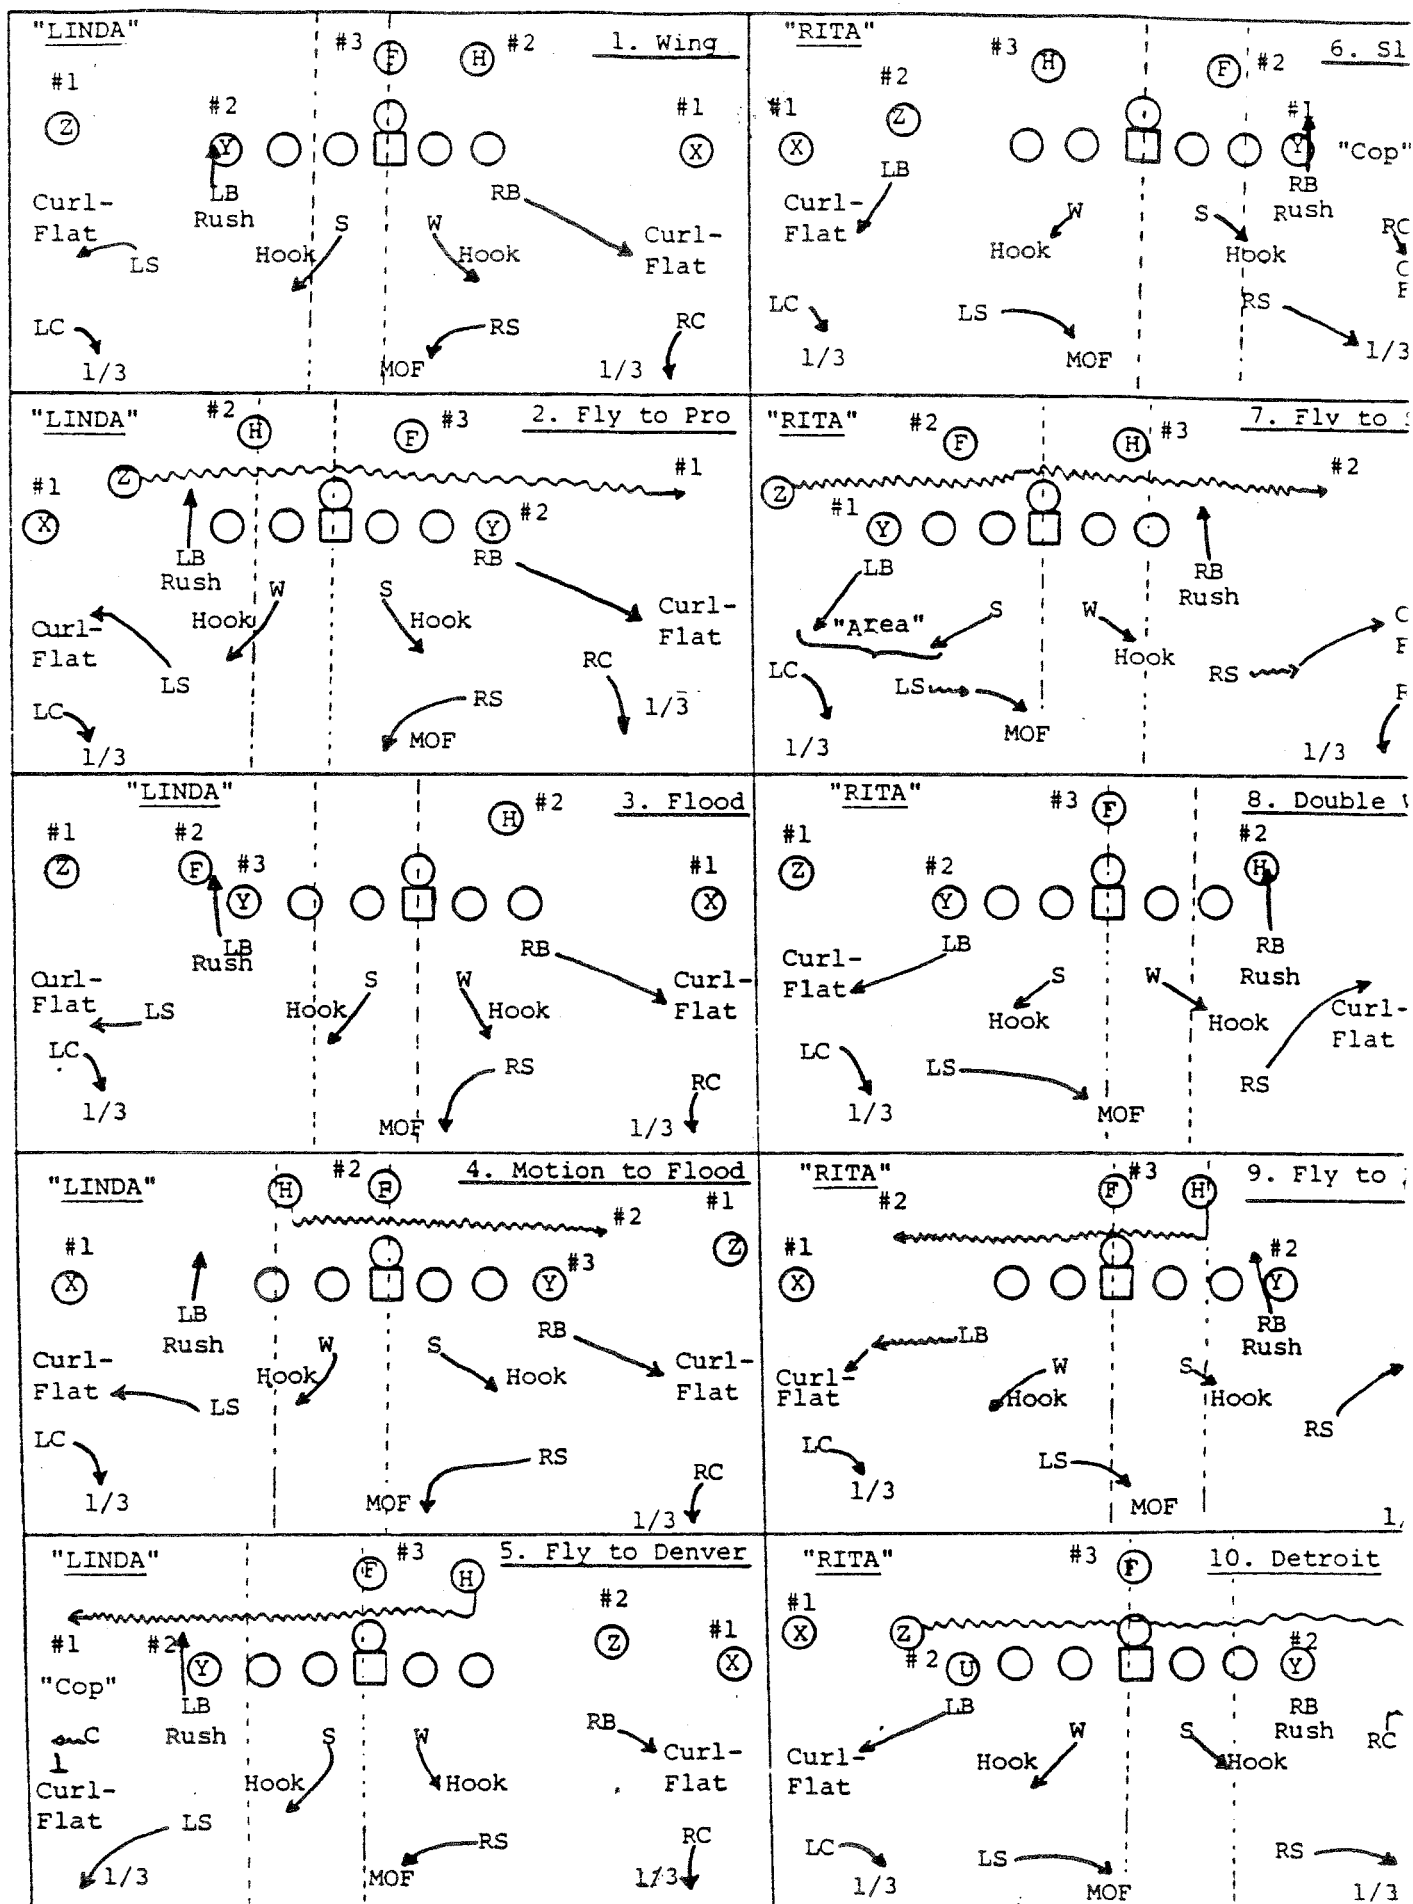 "LINDA"
1. Wing
#3
F
H
#2
#1
Z
#2
Y
#1
X
LB
Rush
RB
Curl-
Flat
S
W
Curl-
Flat
LS
Hook
Hook
LC
RS
RC
1/3
MOF
1/3
"RITA"
6. Sl
#3
H
F
#2
#2
Z
#1
X
#1
Y
"Cop"
LB
RB
Rush
Curl-
Flat
W
S
RC
Hook
Hook
C
F
LC
LS
RS
1/3
MOF
1/3
"LINDA"
2. Fly to Pro
#2
H
F
#3
#1
Z
#1
X
Y
#2
LB
Rush
RB
W
S
Curl-
Flat
Hook
Hook
Curl-
Flat
LS
RC
LC
RS
1/3
1/3
MOF
"RITA"
7. Fly to S
#2
F
H
#3
#2
Z
#1
Y
LB
RB
Rush
"Area"
S
W
C
F
Hook
LC
LS
RS
R
MOF
1/3
1/3
"LINDA"
3. Flood
H
#2
#1
Z
#2
F
#3
Y
#1
X
LB
Rush
RB
Curl-
Flat
S
W
Curl-
Flat
LS
Hook
Hook
LC
RS
RC
1/3
MOF
1/3
"RITA"
8. Double W
#3
F
#1
Z
#2
H
#2
Y
LB
RB
Rush
Curl-
Flat
S
W
Hook
Hook
Curl-
Flat
LC
LS
RS
1/3
MOF
"LINDA"
4. Motion to Flood
H
#2
F
#2
#1
Z
#1
X
Y
#3
LB
Rush
RB
W
S
Curl-
Flat
Hook
Hook
Curl-
Flat
LS
LC
RS
RC
1/3
MOF
1/3
"RITA"
9. Fly to
F
#3
H
#2
#1
X
#2
Y
LB
RB
Rush
W
S
Curl-
Flat
Hook
Hook
LC
LS
RS
1/3
MOF
1/
"LINDA"
5. Fly to Denver
F
#3
H
#2
Z
#1
X
#1
#2
Y
"Cop"
LB
Rush
C
S
W
RB
Curl-
Flat
Hook
Hook
Curl-
Flat
LS
RS
RC
1/3
MOF
1/3
"RITA"
10. Detroit
#3
F
#1
X
Z
#2
U
#2
Y
LB
RB
Rush
RC
W
S
Curl-
Flat
Hook
Hook
LC
LS
RS
1/3
MOF
1/3